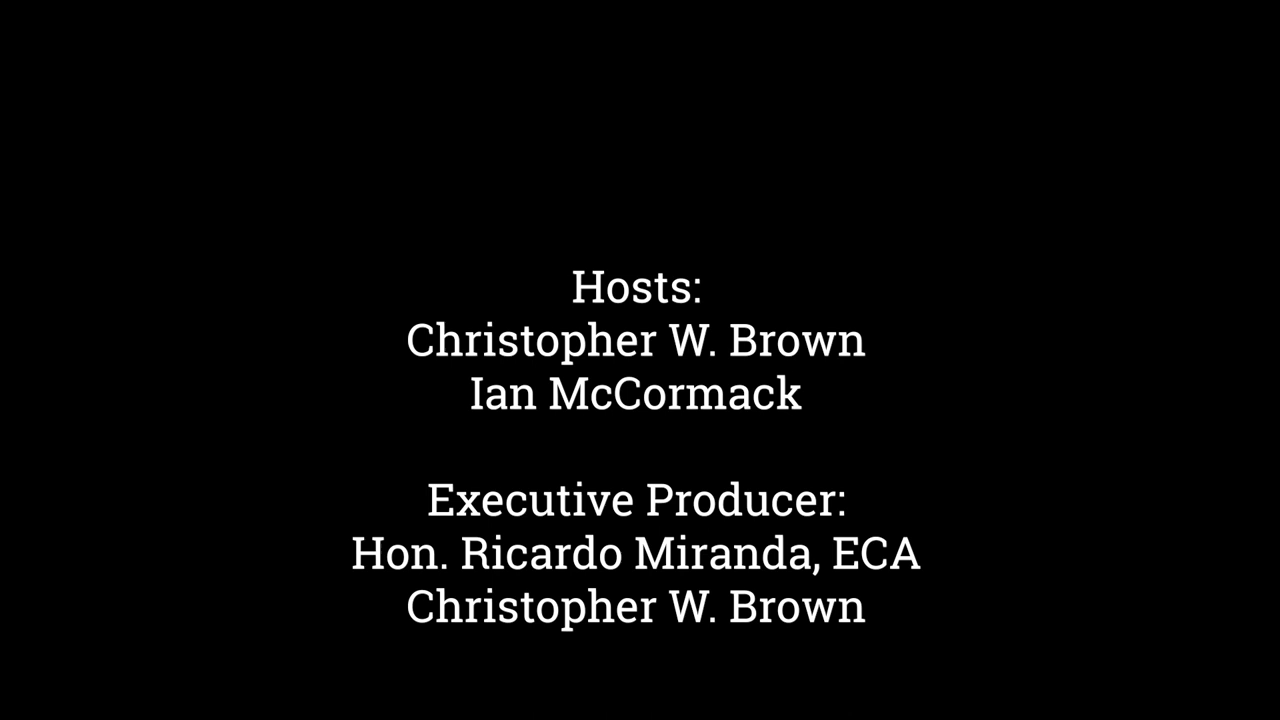 Hosts:
Christopher W. Brown
Ian McCormack
Executive Producer:
Hon. Ricardo Miranda, ECA
Christopher W. Brown